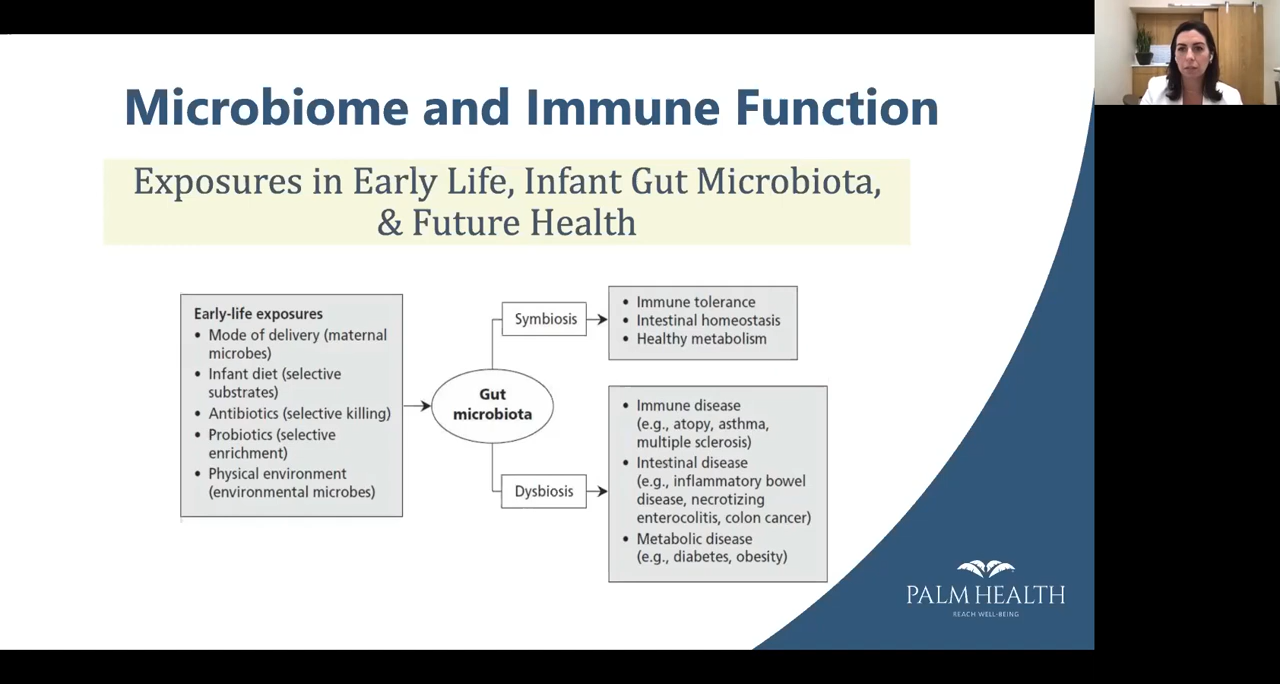 Microbiome and Immune Function
Exposures in Early Life, Infant Gut Microbiota,
& Future Health
Early-life exposures
• Mode of delivery (maternal
microbes)
• Infant diet (selective
substrates)
• Antibiotics (selective killing)
• Probiotics (selective
enrichment)
• Physical environment
(environmental microbes)
Gut
microbiota
Symbiosis
• Immune tolerance
• Intestinal homeostasis
• Healthy metabolism
Dysbiosis
• Immune disease
(e.g., atopy, asthma,
multiple sclerosis)
• Intestinal disease
(e.g., inflammatory bowel
disease, necrotizing
enterocolitis, colon cancer)
• Metabolic disease
(e.g., diabetes, obesity)
PALM HEALTH
REACH WELL-BEING